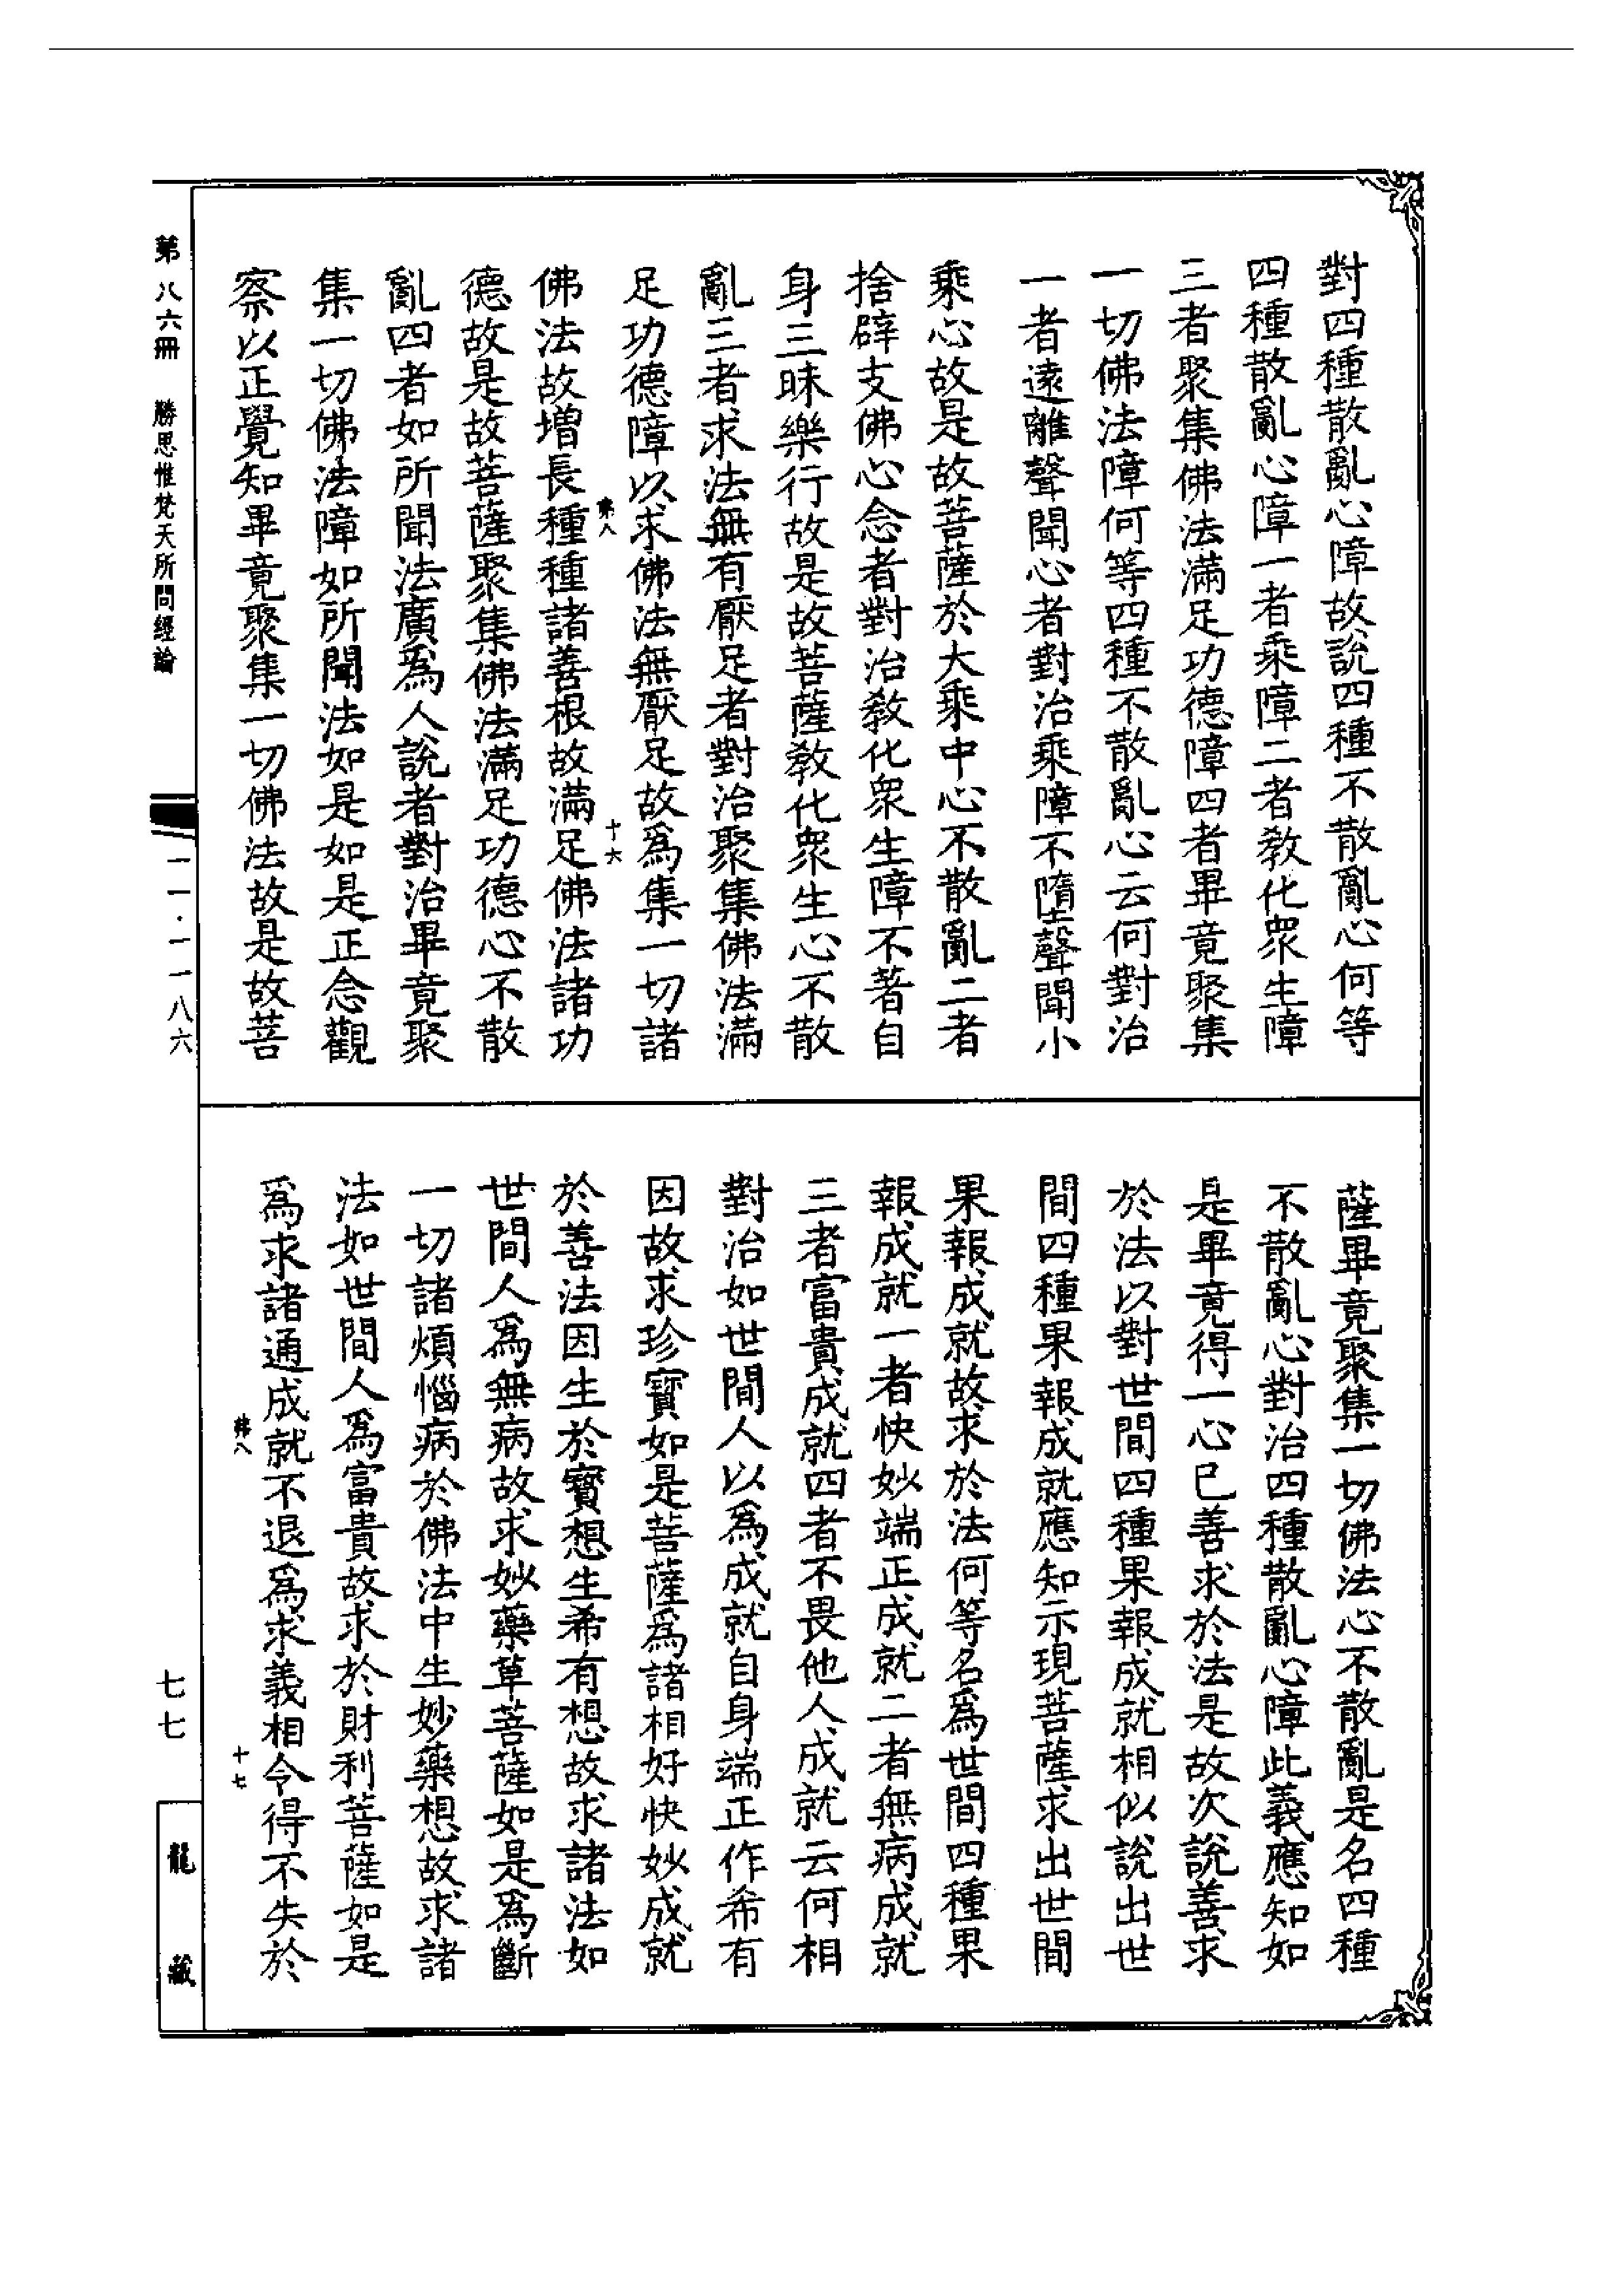 對四種散亂心障故說四種不散亂心何等
四種散亂心障一者乘障二者教化眾生障
三者聚集佛法滿足功德障四者畢竟聚集
一切佛法障何等四種不散亂心云何對治
一者遠離聲聞心者對治乘障不墮聲聞小
乘心故是故菩薩於大乘中心不散亂二者
捨辟支佛心念者對治教化眾生障不著自
身三昧樂行故是故菩薩教化眾生心不散
亂三者求法無有厭足者對治聚集佛法滿
足功德障以求佛法無厭足故為集一切諸
佛法故增長種種諸善根故滿足佛法諸功
德故是故菩薩聚集佛法滿足功德心不散
亂四者如所聞法廣為人說者對治畢竟聚
集一切佛法障如所聞法如是如是正念觀
察以正覺知畢竟聚集一切佛法故是故菩
薩畢竟聚集一切佛法心不散亂是名四種
不散亂心對治四種散亂心障此義應知如
是畢竟得一心已善求於法是故次說善求
於法以對世間四種果報成就相似說出世
間四種果報成就應知示現菩薩求出世間
果報成就故求於法何等名為世間四種果
報成就一者快妙端正成就二者無病成就
三者富貴成就四者不畏他人成就云何相
對治如世間人以為成就自身端正作希有
因故求珍寶如是菩薩為諸相好快妙成就
於善法因生於寶想生希有想故求諸法如
世間人為無病故求妙藥草菩薩如是為斷
一切諸煩惱病於佛法中生妙藥想故求諸
法如世間人為富貴故求於財利菩薩如是
為求諸通成就不退為求義相令得不失於
第八六冊 勝思惟梵天所問經論
一一·一一八六
七七
龍藏
十六
十七